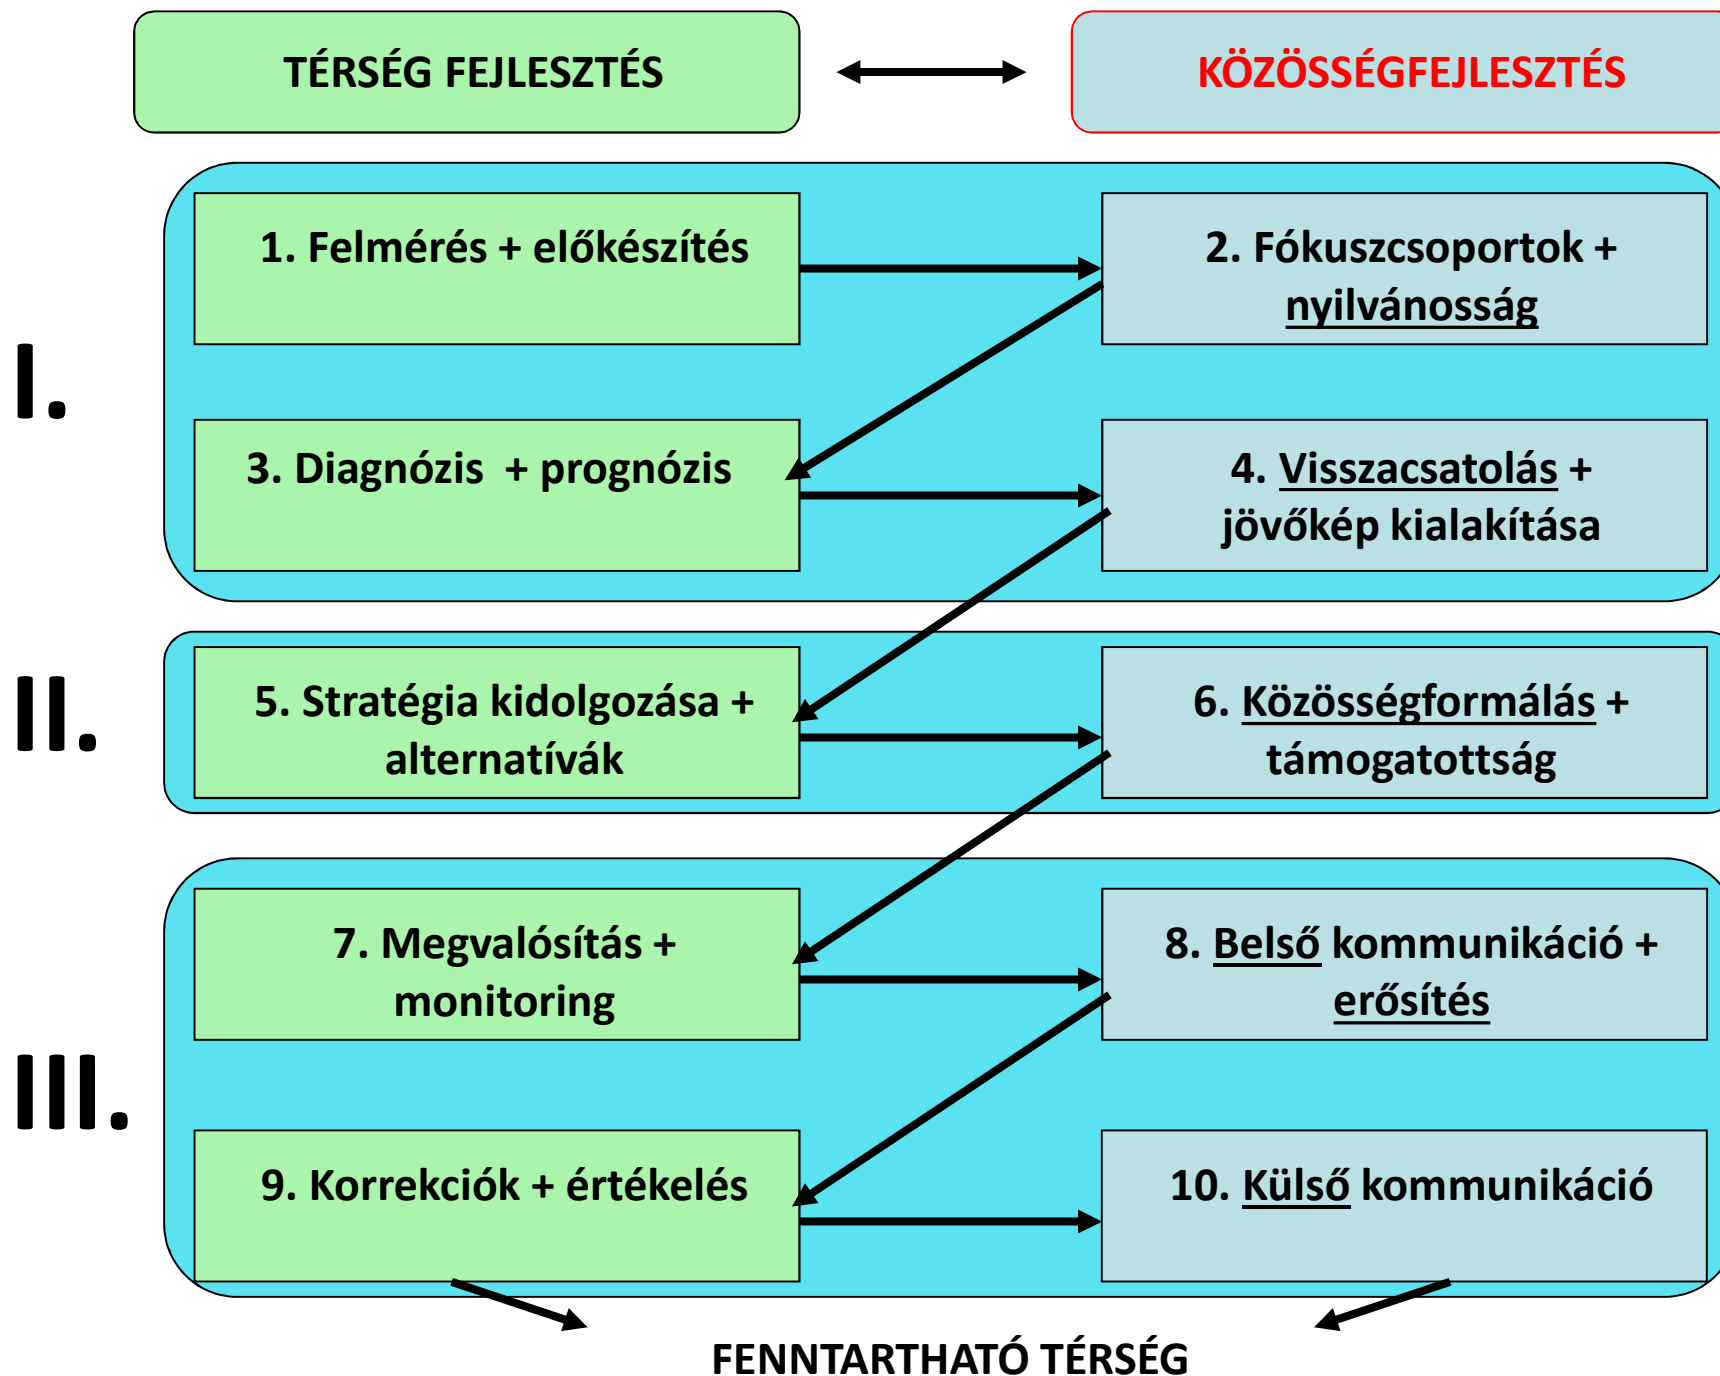 TÉRSÉG FEJLESZTÉS
KÖZÖSSÉGFEJLESZTÉS
I.
1. Felmérés + előkészítés
2. Fókuszcsoportok +
nyilvánosság
3. Diagnózis + prognózis
4. Visszacsatolás +
jövőkép kialakítása
II.
5. Stratégia kidolgozása +
alternatívák
6. Közösségformálás +
támogatottság
III.
7. Megvalósítás +
monitoring
8. Belső kommunikáció +
erősítés
9. Korrekciók + értékelés
10. Külső kommunikáció
FENNTARTHATÓ TÉRSÉG